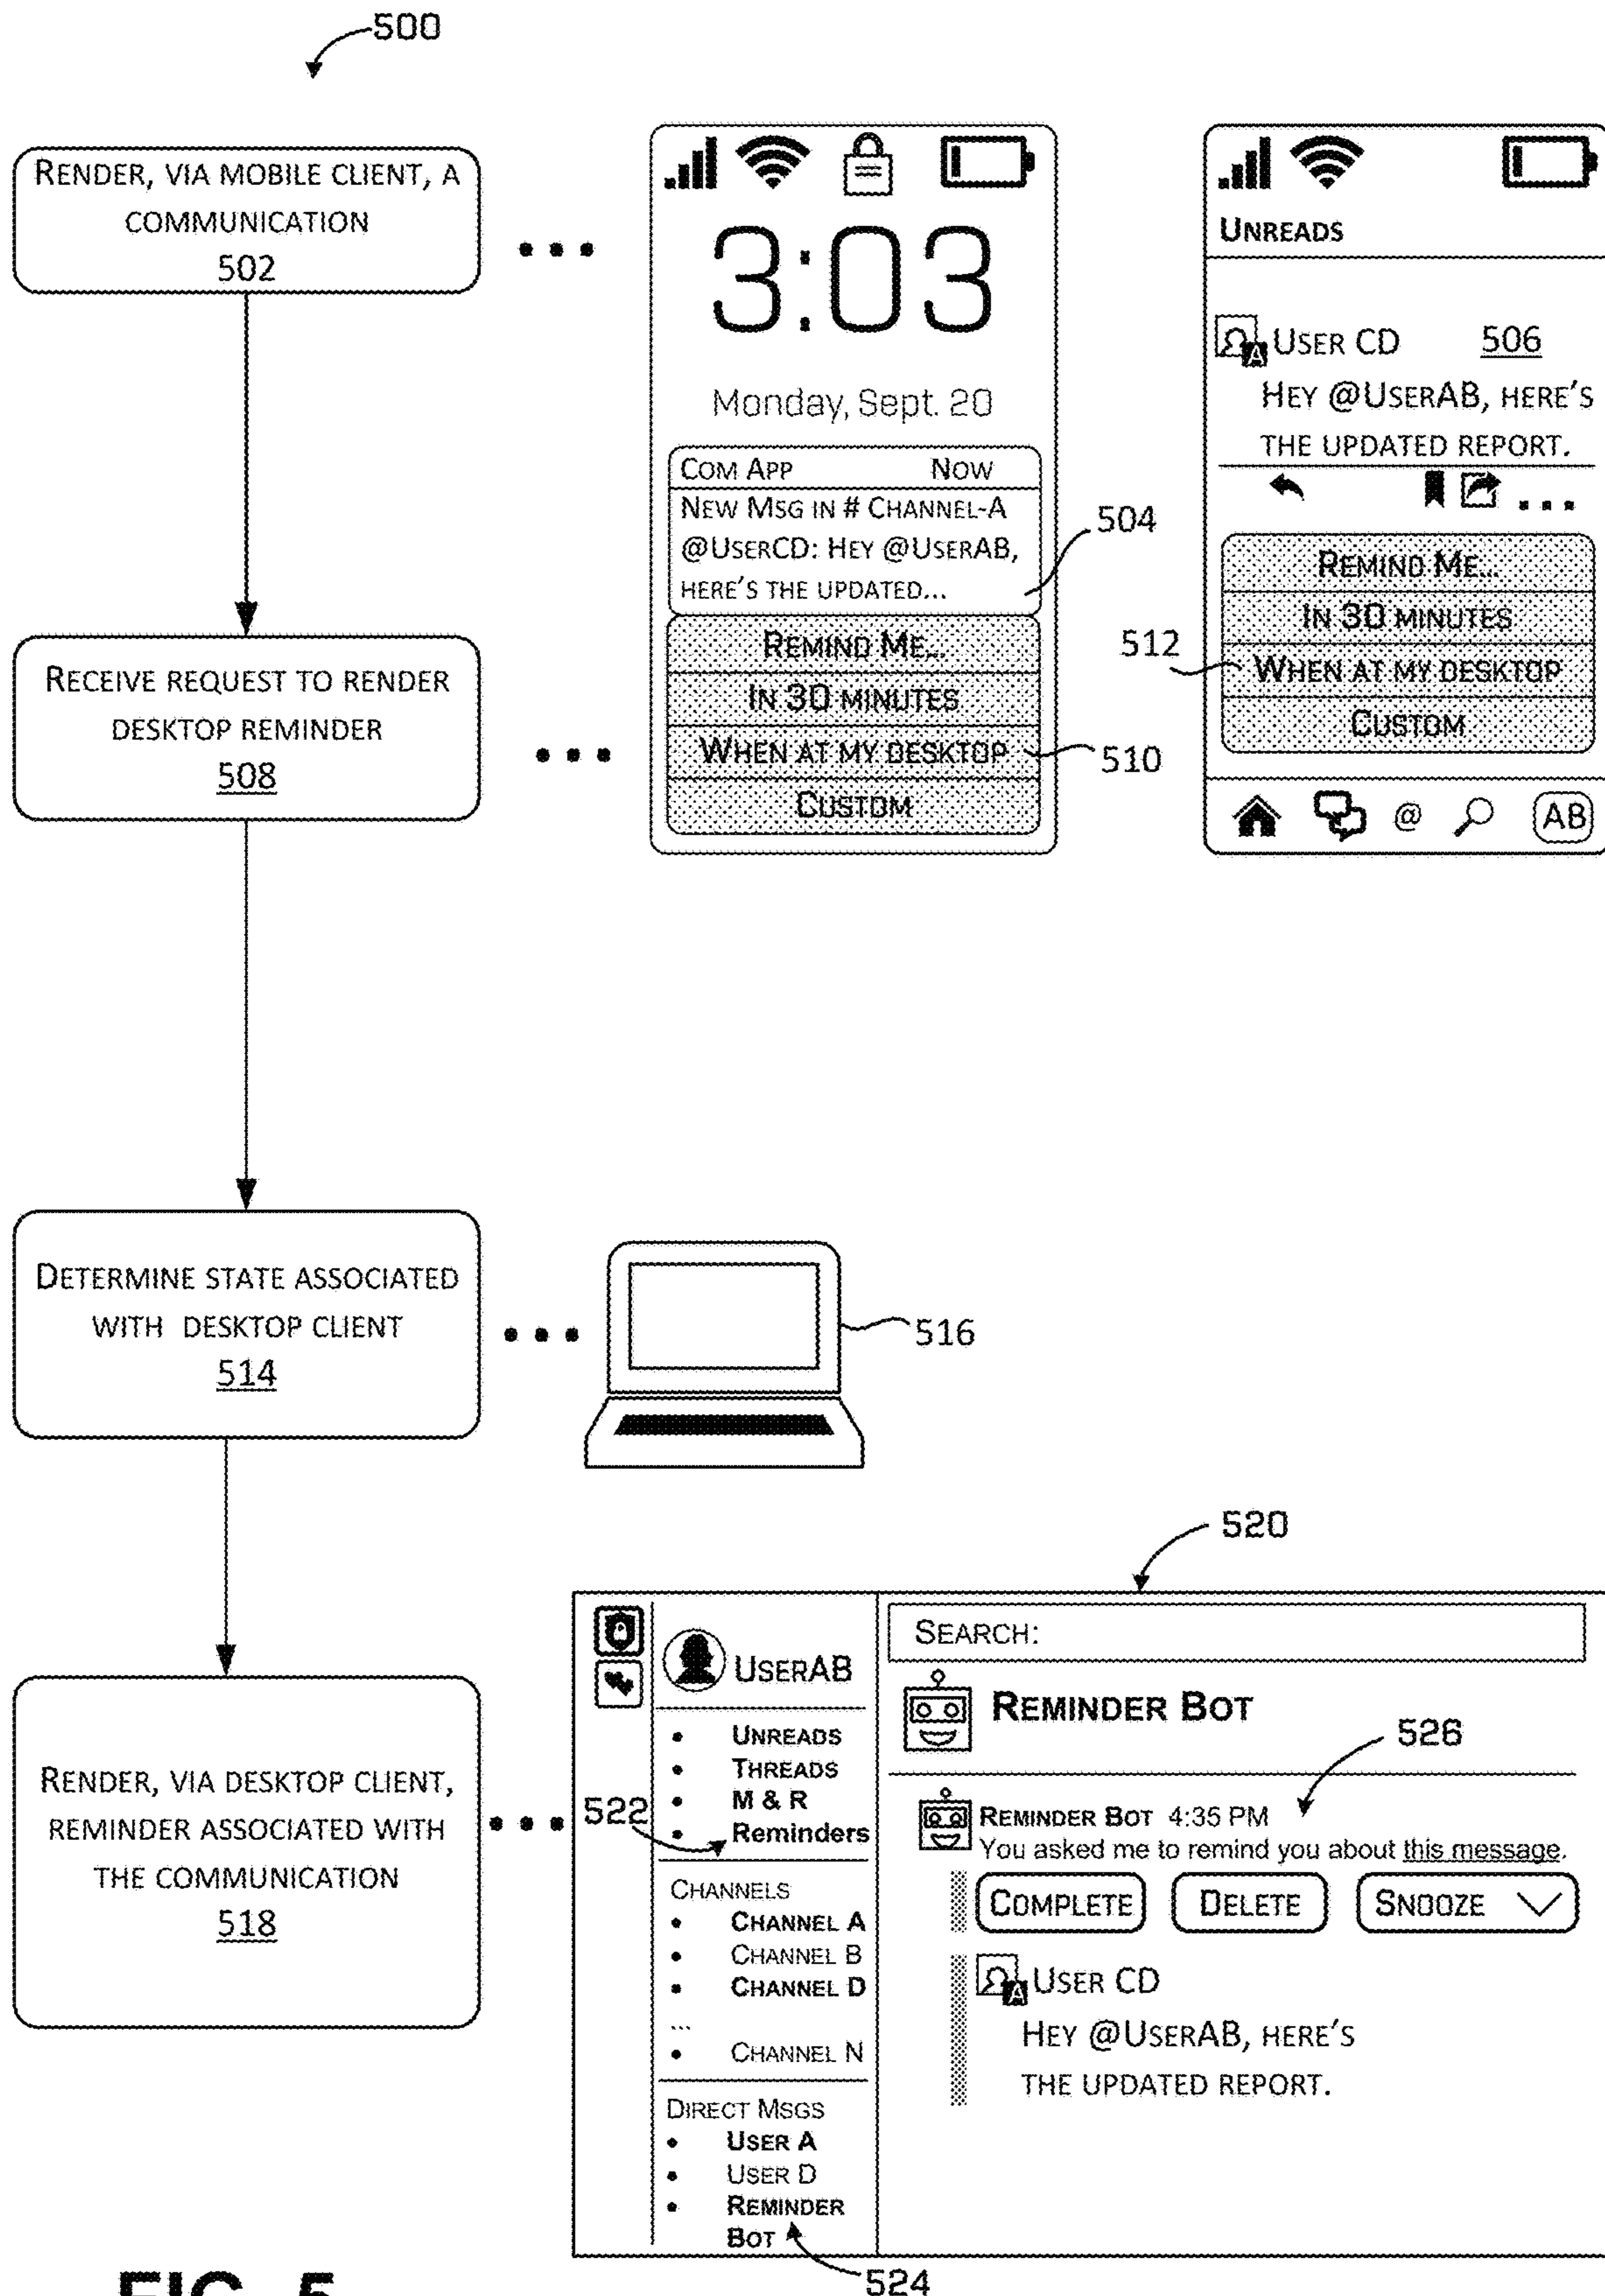 500
RENDER, VIA MOBILE CLIENT, A
COMMUNICATION
502
3:03
Monday, Sept. 20
COM APP NOW
NEW MSG IN # CHANNEL-A
@USERCD: HEY @USERAB,
HERE'S THE UPDATED...
504
REMIND ME...
IN 30 MINUTES
WHEN AT MY DESKTOP
CUSTOM
510
UNREADS
A
USER CD 506
HEY @USERAB, HERE'S
THE UPDATED REPORT.
REMIND ME...
IN 30 MINUTES
WHEN AT MY DESKTOP
CUSTOM
512
@
AB
RECEIVE REQUEST TO RENDER
DESKTOP REMINDER
508
DETERMINE STATE ASSOCIATED
WITH DESKTOP CLIENT
514
516
RENDER, VIA DESKTOP CLIENT,
REMINDER ASSOCIATED WITH
THE COMMUNICATION
518
520
USERAB
• UNREADS
• THREADS
• M & R
• Reminders
522
CHANNELS
• CHANNEL A
• CHANNEL B
• CHANNEL D
...
• CHANNEL N
DIRECT MSGS
• USER A
• USER D
• REMINDER
BOT
524
SEARCH:
REMINDER BOT
526
REMINDER BOT 4:35 PM
You asked me to remind you about this message.
COMPLETE DELETE SNOOZE
A
USER CD
HEY @USERAB, HERE'S
THE UPDATED REPORT.
FIG. 5